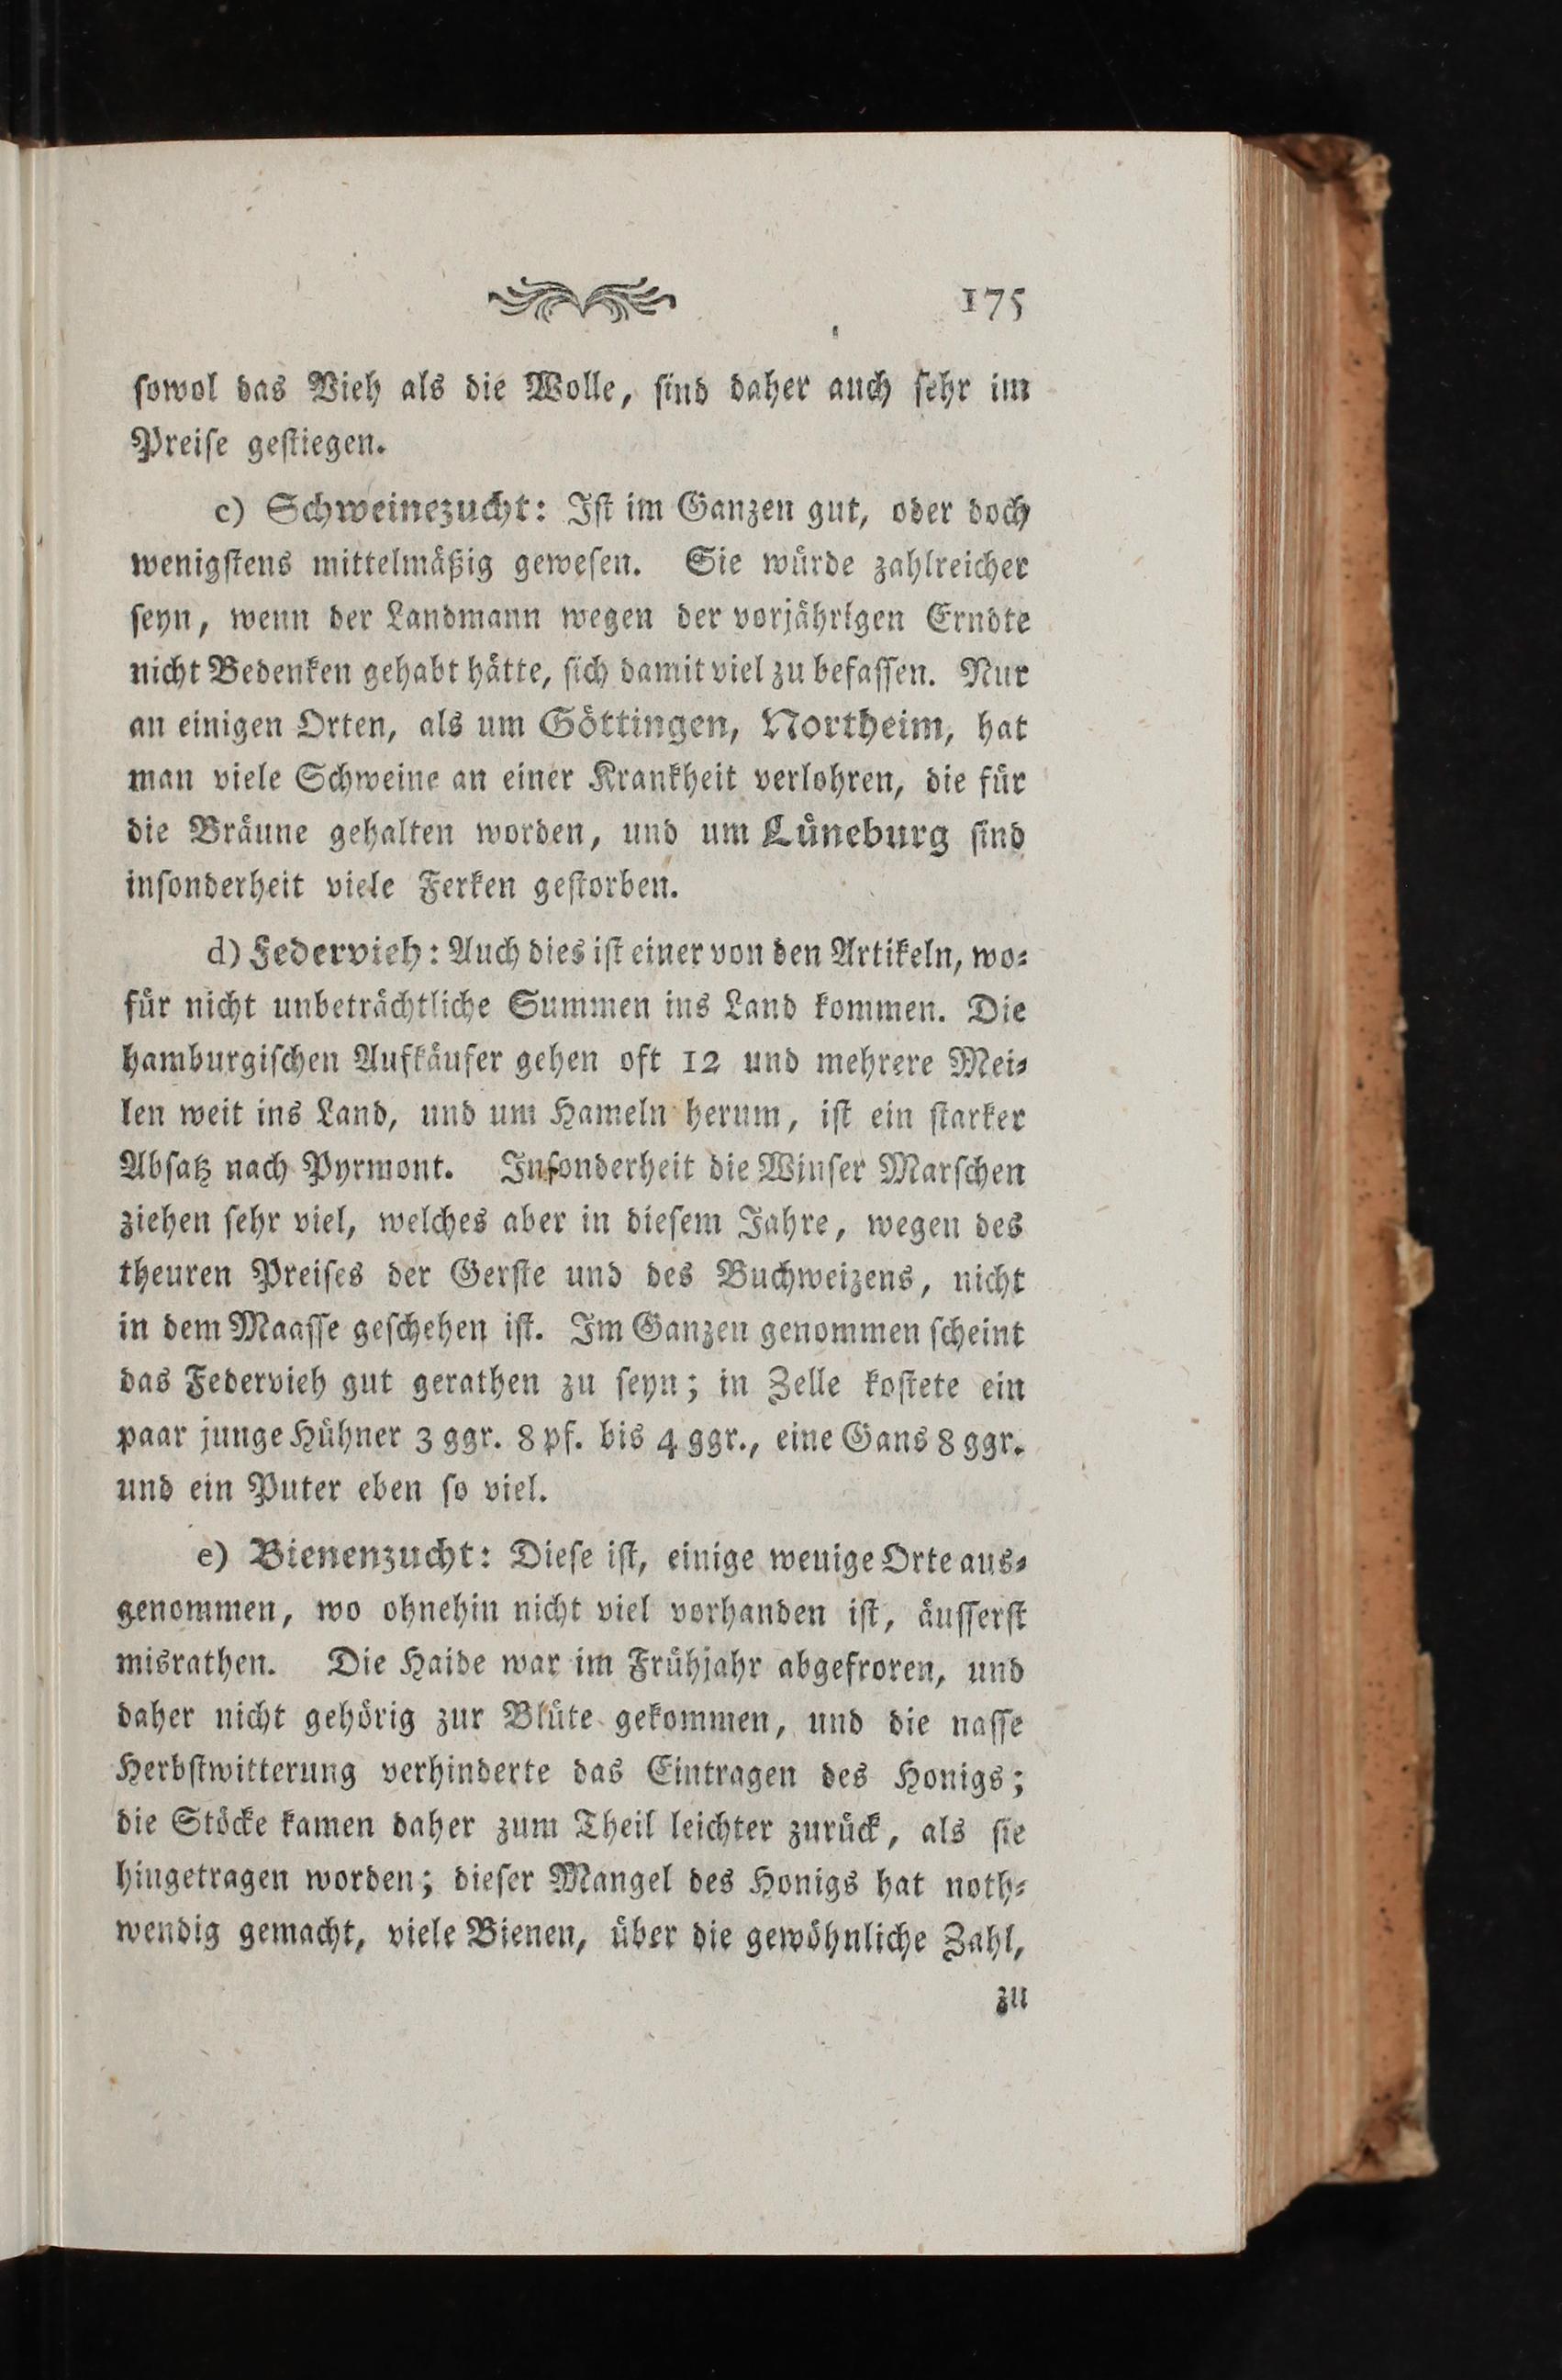 175
ſowol das Vieh als die Wolle, ſind daher auch ſehr im
Preiſe geſtiegen.
c) Schweinezucht: Iſt im Ganzen gut, oder doch
wenigſtens mittelmäßig geweſen. Sie würde zahlreicher
ſeyn, wenn der Landmann wegen der vorjährigen Erndte
nicht Bedenken gehabt hätte, ſich damit viel zu befaſſen. Nur
an einigen Orten, als um Göttingen, Northeim, hat
man viele Schweine an einer Krankheit verlohren, die für
die Bräune gehalten worden, und um Lüneburg ſind
inſonderheit viele Ferken geſtorben.
d) Federvieh: Auch dies iſt einer von den Artikeln, wo⸗
für nicht unbeträchtliche Summen ins Land kommen. Die
hamburgiſchen Aufkäufer gehen oft 12 und mehrere Mei⸗
len weit ins Land, und um Hameln herum, iſt ein ſtarker
Abſatz nach Pyrmont. Inſonderheit die Winſer Marſchen
ziehen ſehr viel, welches aber in dieſem Jahre, wegen des
theuren Preiſes der Gerſte und des Buchweizens, nicht
in dem Maaſſe geſchehen iſt. Im Ganzen genommen ſcheint
das Federvieh gut gerathen zu ſeyn; in Zelle koſtete ein
paar junge Hühner 3 ggr. 8 pf. bis 4 ggr., eine Gans 8 ggr.
und ein Puter eben ſo viel.
e) Bienenzucht: Dieſe iſt, einige wenige Orte aus⸗
genommen, wo ohnehin nicht viel vorhanden iſt, äuſſerſt
misrathen. Die Haide war im Frühjahr abgefroren, und
daher nicht gehörig zur Blüte gekommen, und die naſſe
Herbſtwitterung verhinderte das Eintragen des Honigs;
die Stöcke kamen daher zum Theil leichter zurück, als ſie
hingetragen worden; dieſer Mangel des Honigs hat noth⸗
wendig gemacht, viele Bienen, über die gewöhnliche Zahl,
zu